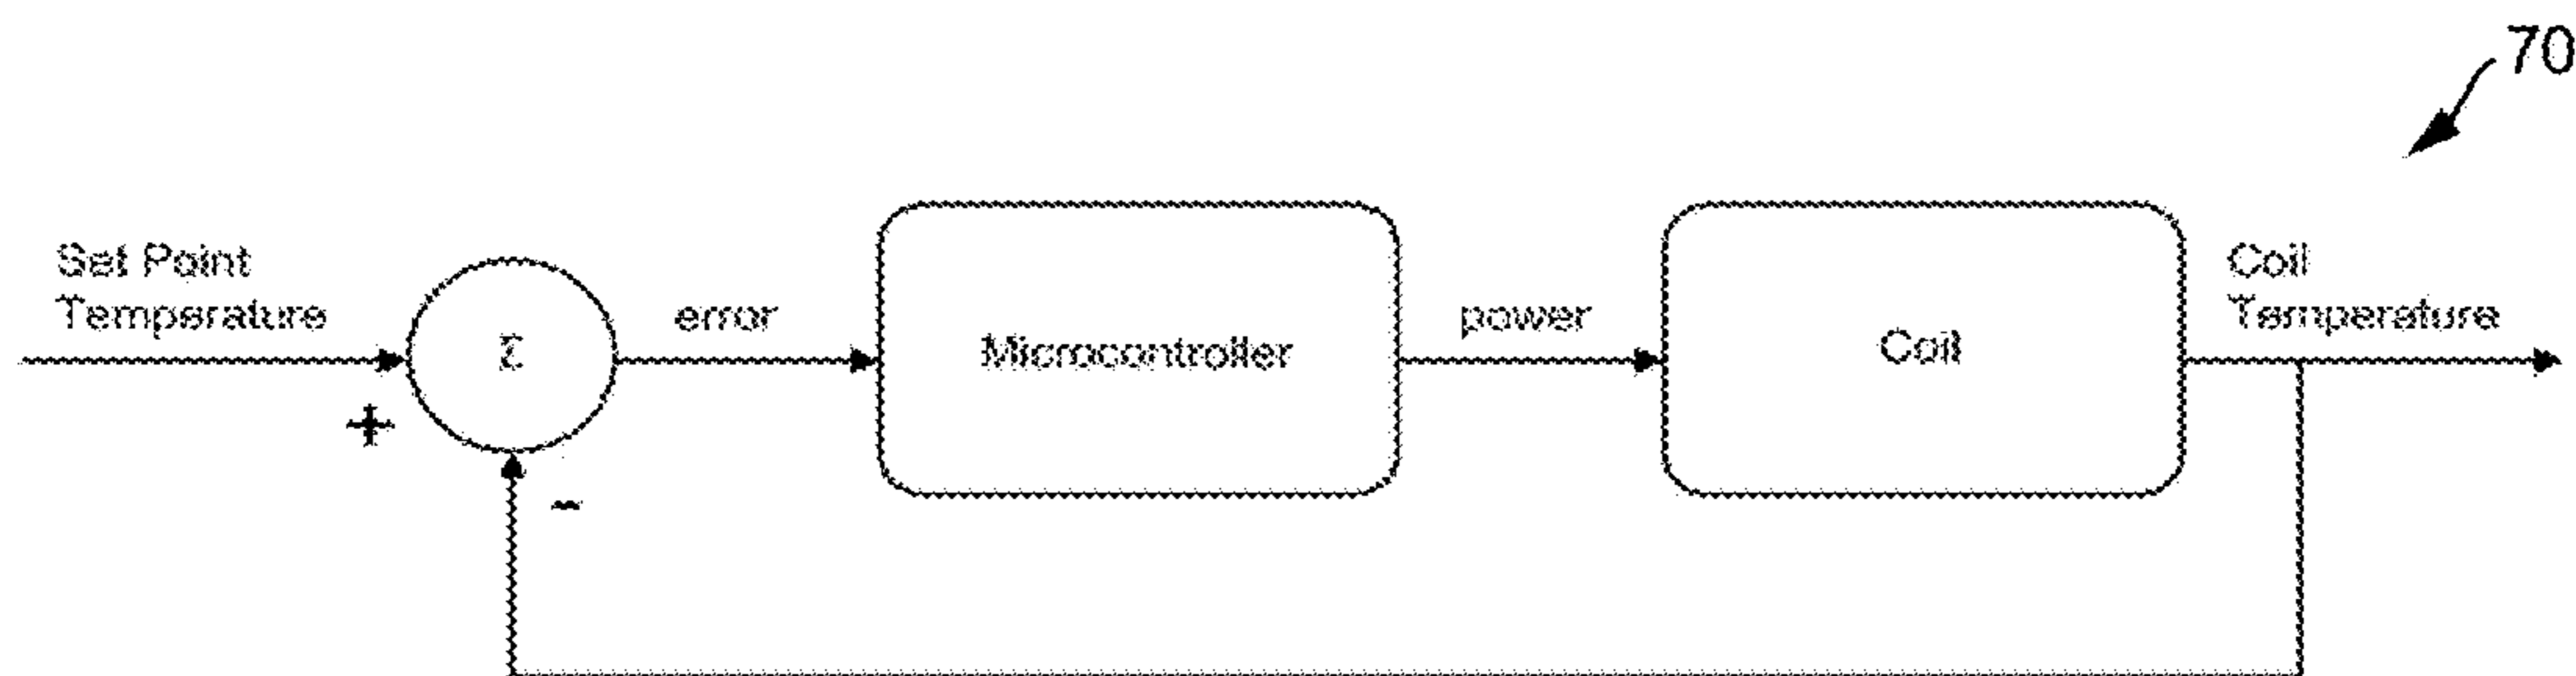 70
Set Point
Temperature
+
Σ
−
error
Microcontroller
power
Coil
Coil
Temperature